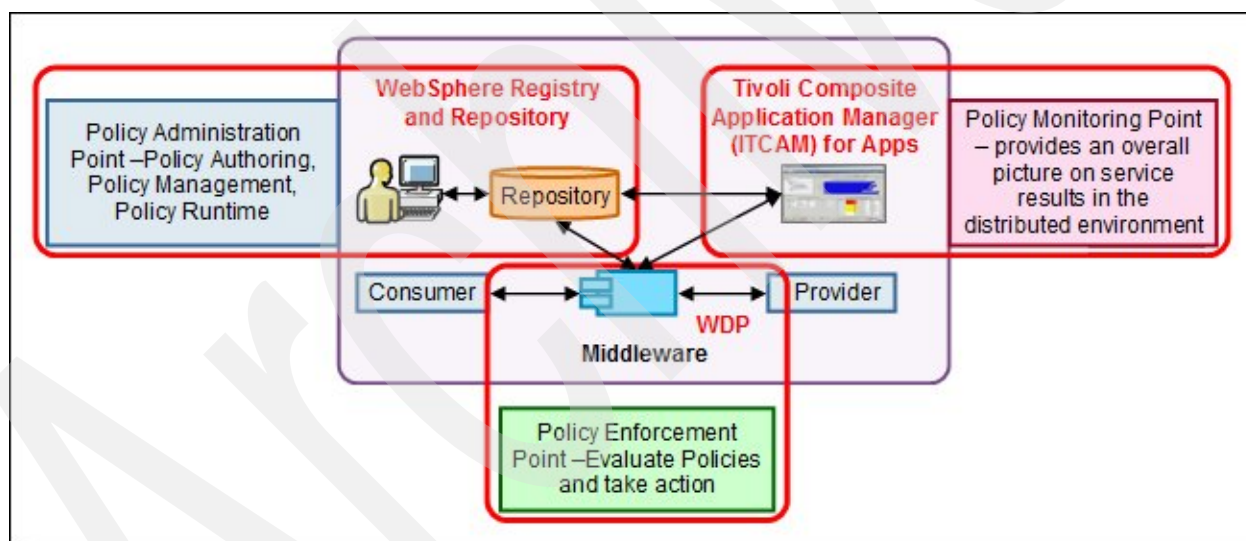 WebSphere Registry
and Repository
Tivoli Composite
Application Manager
(ITCAM) for Apps
Policy Administration
Point –Policy Authoring,
Policy Management,
Policy Runtime
Repository
Policy Monitoring Point
– provides an overall
picture on service
results in the
distributed environment
Consumer
Provider
WDP
Middleware
Policy Enforcement
Point –Evaluate Policies
and take action